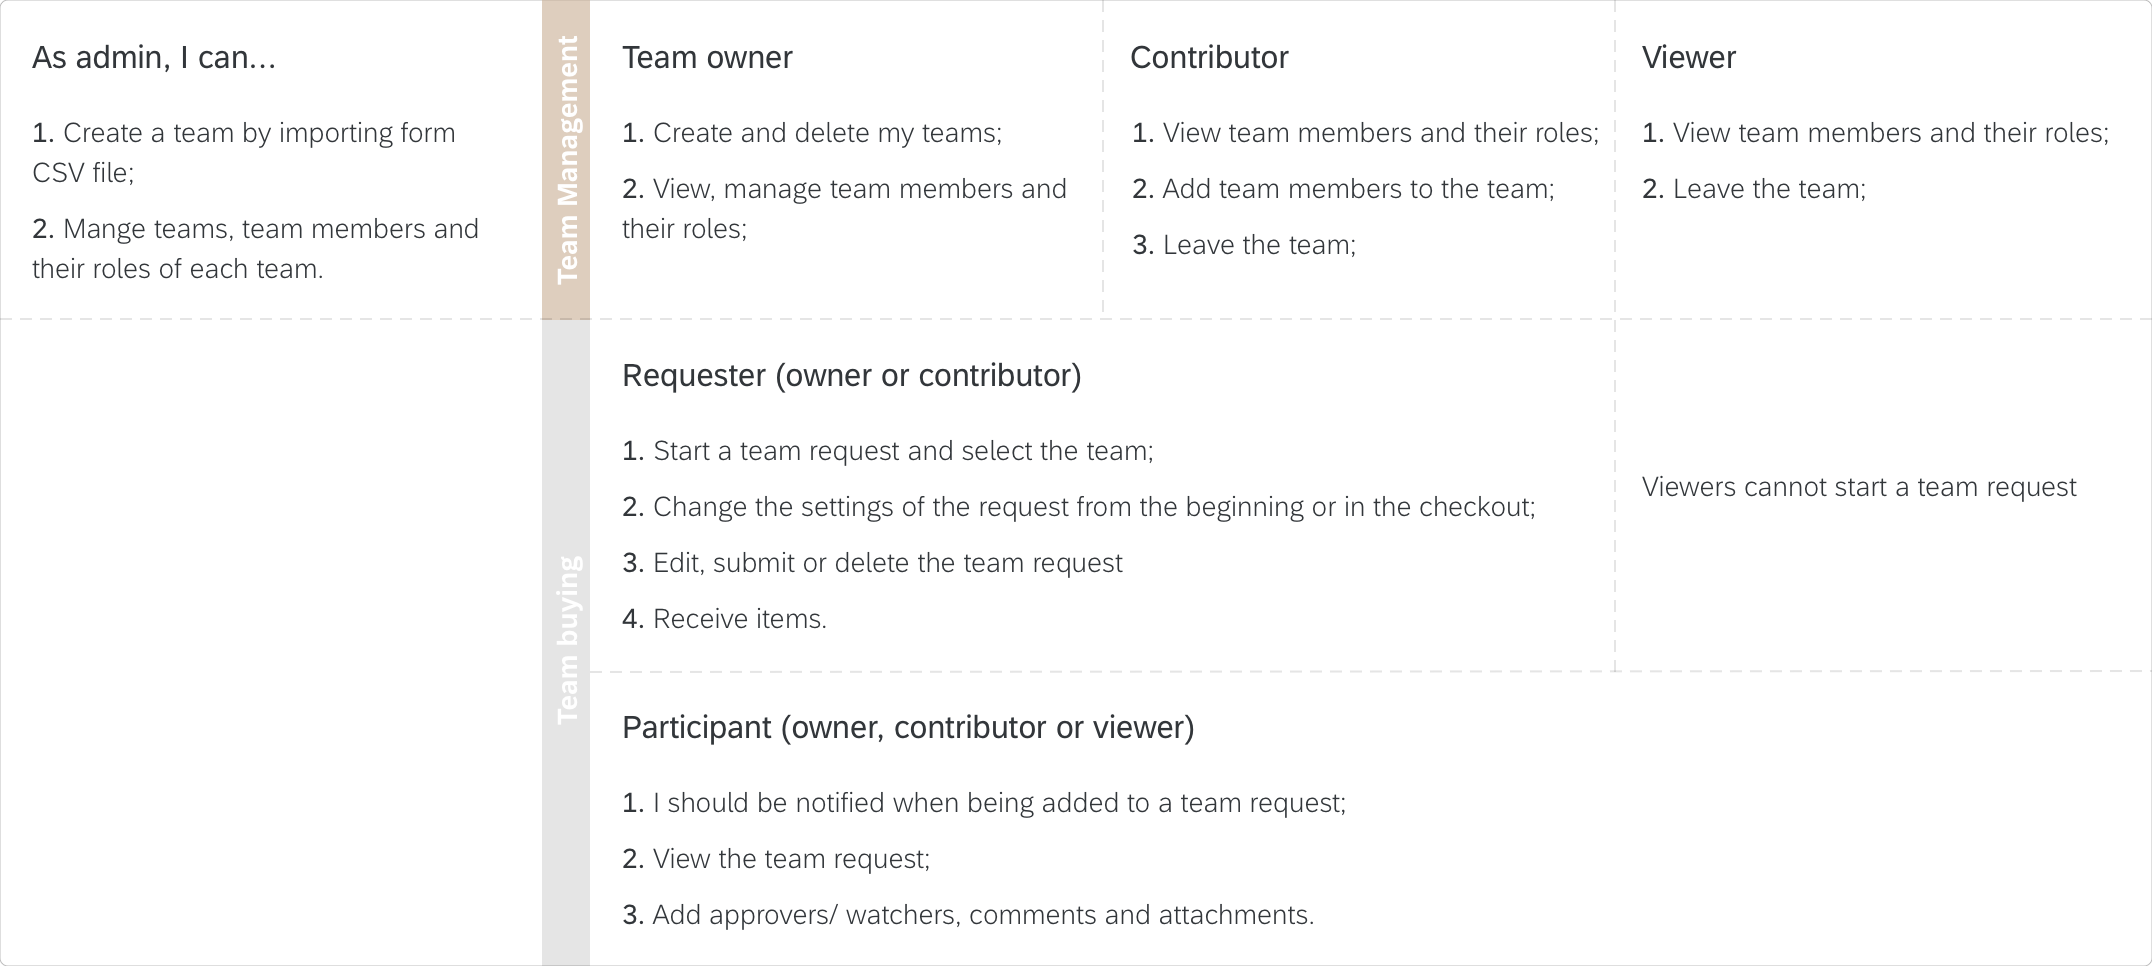 As admin, I can...
1. Create a team by importing form
CSV file;
2. Mange teams, team members and
their roles of each team.
Team Management
Team owner
1. Create and delete my teams;
2. View, manage team members and
their roles;
Contributor
1. View team members and their roles;
2. Add team members to the team;
3. Leave the team;
Viewer
1. View team members and their roles;
2. Leave the team;
Team buying
Requester (owner or contributor)
1. Start a team request and select the team;
2. Change the settings of the request from the beginning or in the checkout;
3. Edit, submit or delete the team request
4. Receive items.
Viewers cannot start a team request
Participant (owner, contributor or viewer)
1. I should be notified when being added to a team request;
2. View the team request;
3. Add approvers/ watchers, comments and attachments.